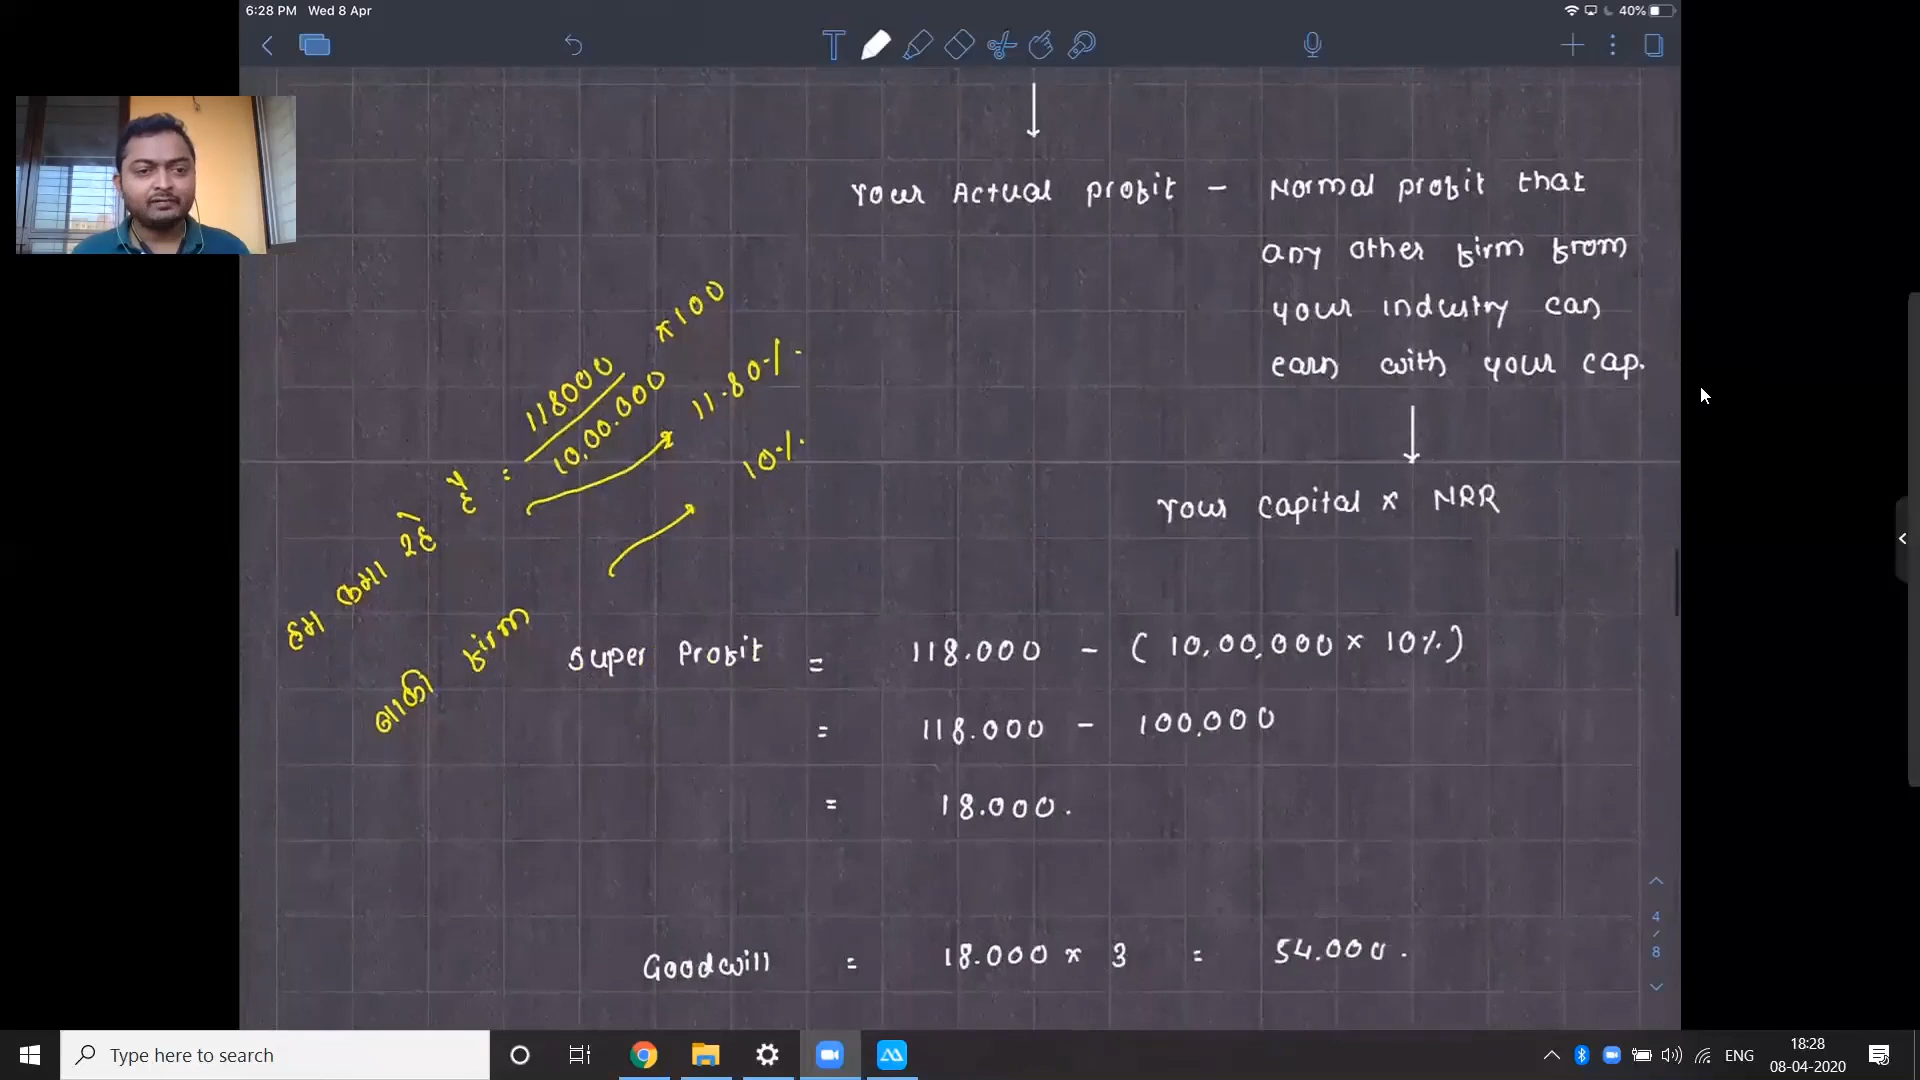 6:28 PM Wed 8 Apr
40%
Your Actual profit - Normal profit that
any other firm from
your industry can
earn with your cap.
Your capital x NRR
118000 x100
10,00.000
11.80%.
10%.
हम कमा रहे है =
बाकी firm
Super Profit = 118.000 - (10,00,000 x 10%)
= 118.000 - 100,000
= 18.000.
Goodwill = 18.000 x 3 = 54.000.
4
/
8
Type here to search
ENG
18:28
08-04-2020